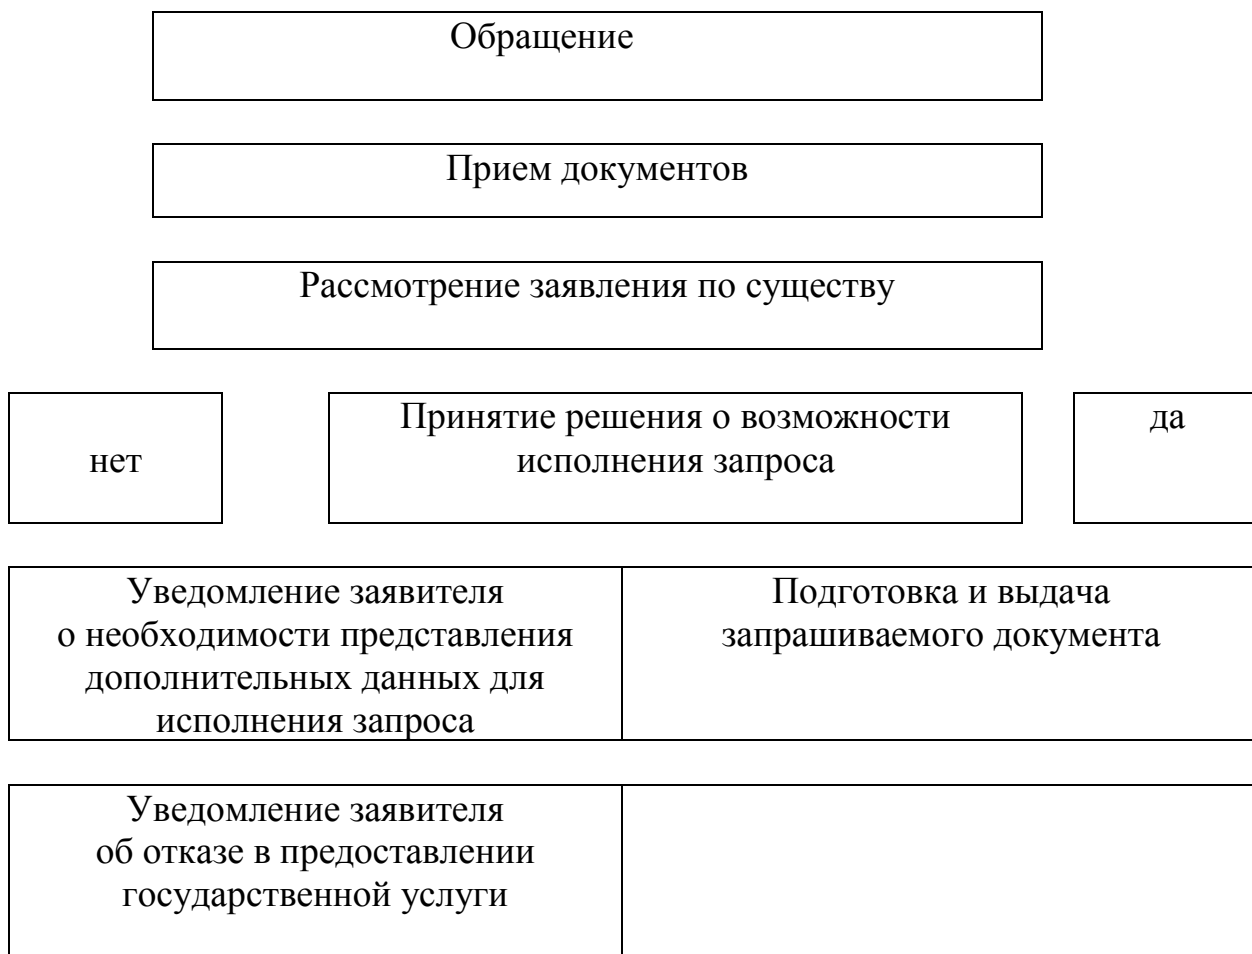 Обращение
Прием документов
Рассмотрение заявления по существу
нет
Принятие решения о возможности
исполнения запроса
да
Уведомление заявителя
о необходимости представления
дополнительных данных для
исполнения запроса
Подготовка и выдача
запрашиваемого документа
Уведомление заявителя
об отказе в предоставлении
государственной услуги